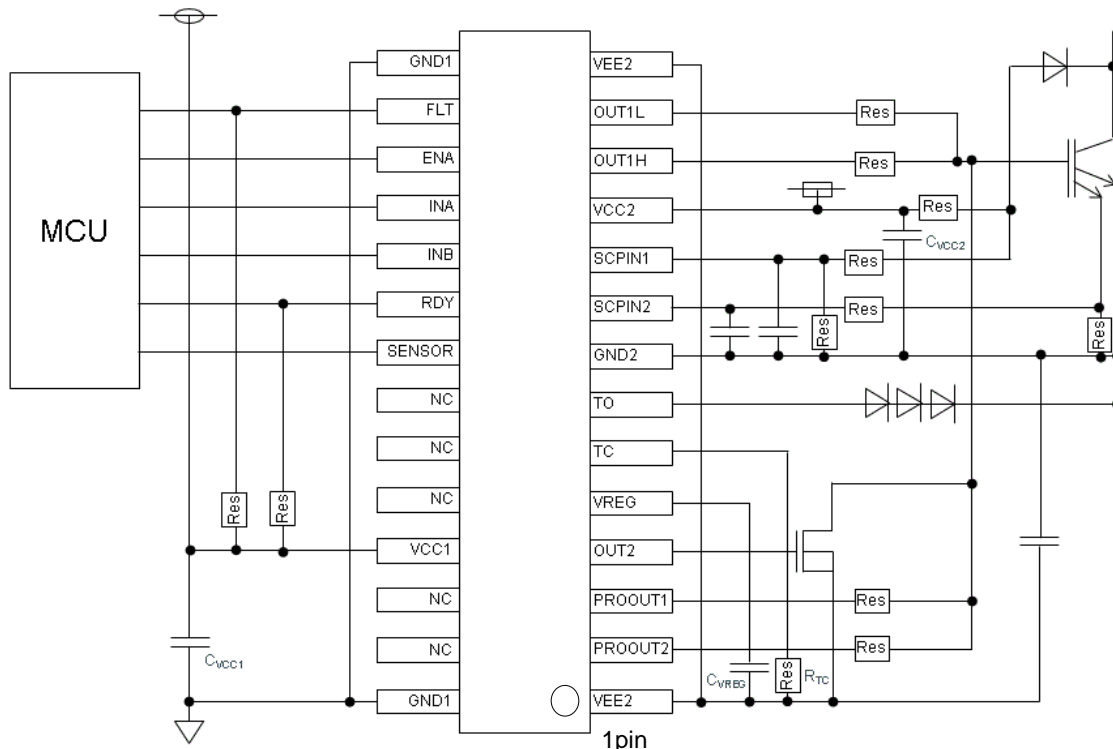 MCU
GND1
FLT
ENA
INA
INB
RDY
SENSOR
NC
NC
NC
VCC1
NC
NC
GND1
Res
Res
CVCC1
VEE2
OUT1L
OUT1H
VCC2
SCPIN1
SCPIN2
GND2
TO
TC
VREG
OUT2
PROOUT1
PROOUT2
VEE2
Res
Res
Res
CVCC2
Res
Res
Res
Res
Res
Res
CVREG
Res
RTC
1pin